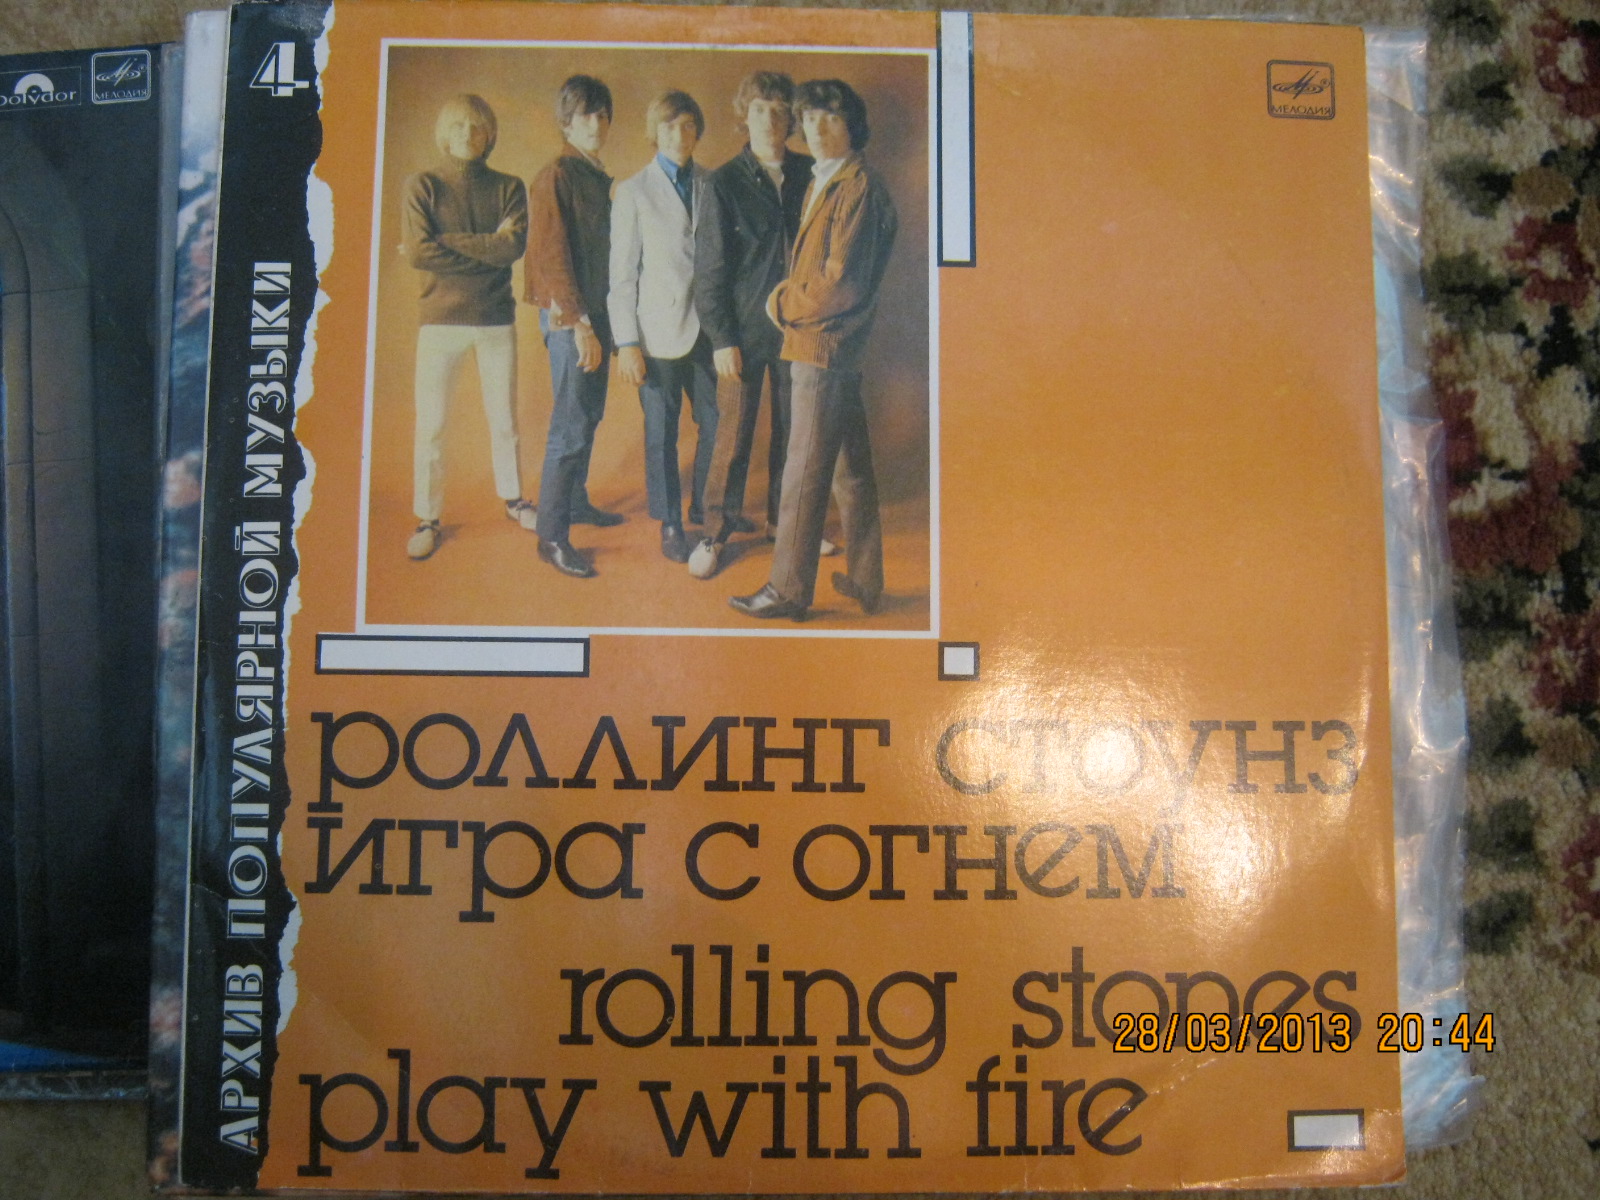 polydor
МЕЛОДИЯ
4
АРХИВ ПОПУЛЯРНОЙ МУЗЫКИ
МЕЛОДИЯ
роллинг стоунз
игра с огнем
rolling stones
play with fire
28/03/2013 20:44